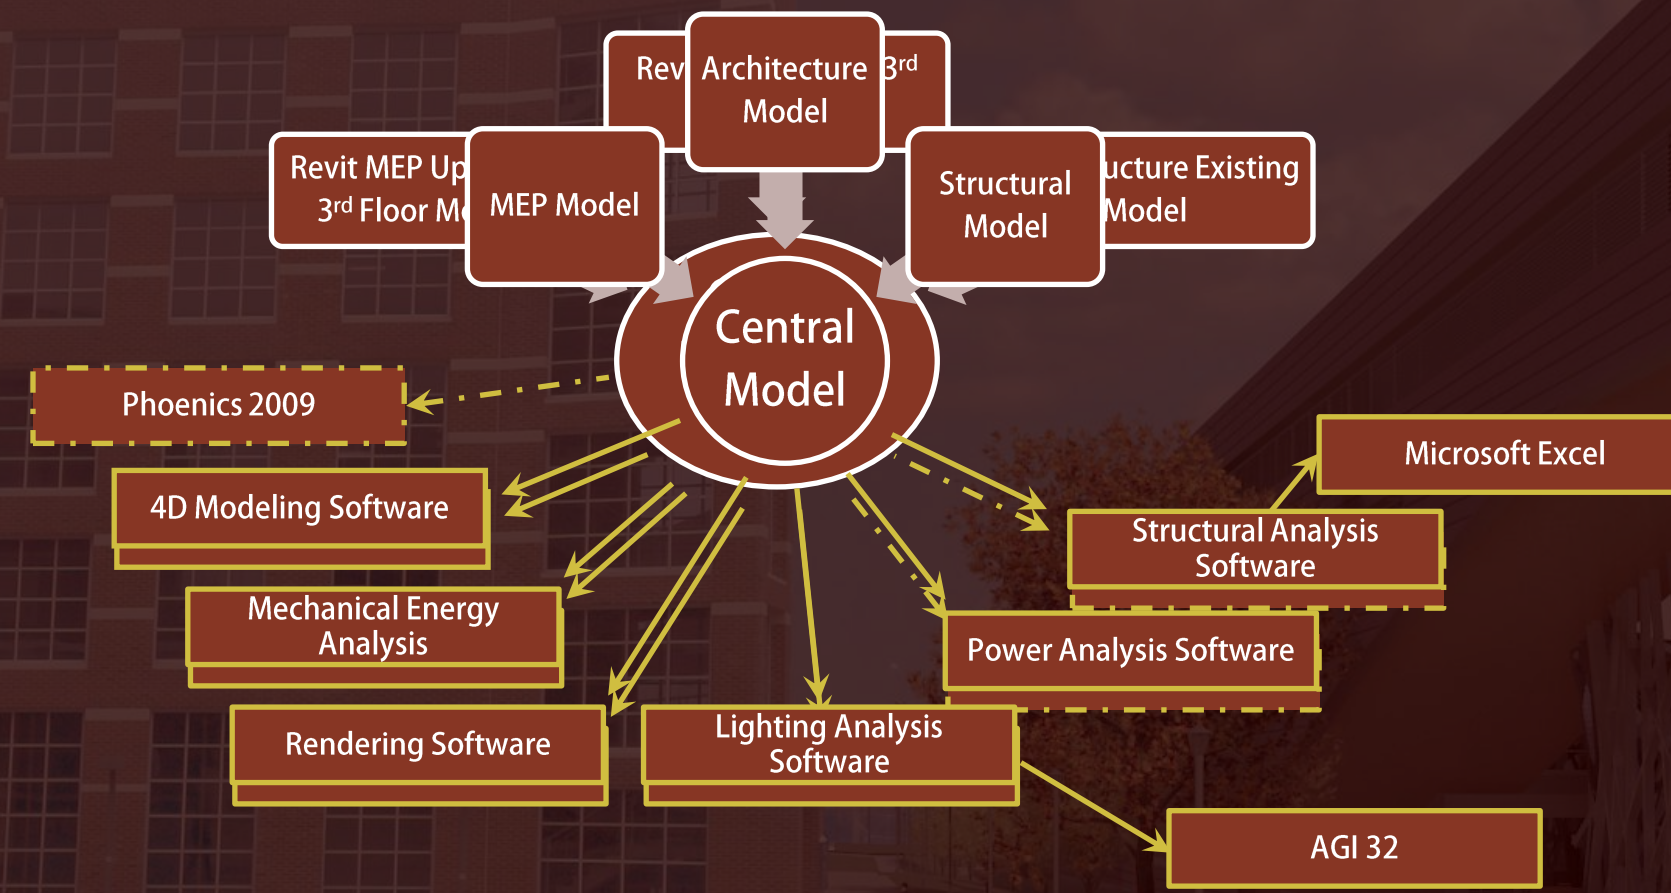 Rev
3rd
Architecture
Model
Revit MEP Up
3rd Floor Mo
MEP Model
Structural
Model
ucture Existing
Model
Central
Model
Phoenics 2009
Microsoft Excel
4D Modeling Software
Structural Analysis
Software
Mechanical Energy
Analysis
Power Analysis Software
Rendering Software
Lighting Analysis
Software
AGI 32